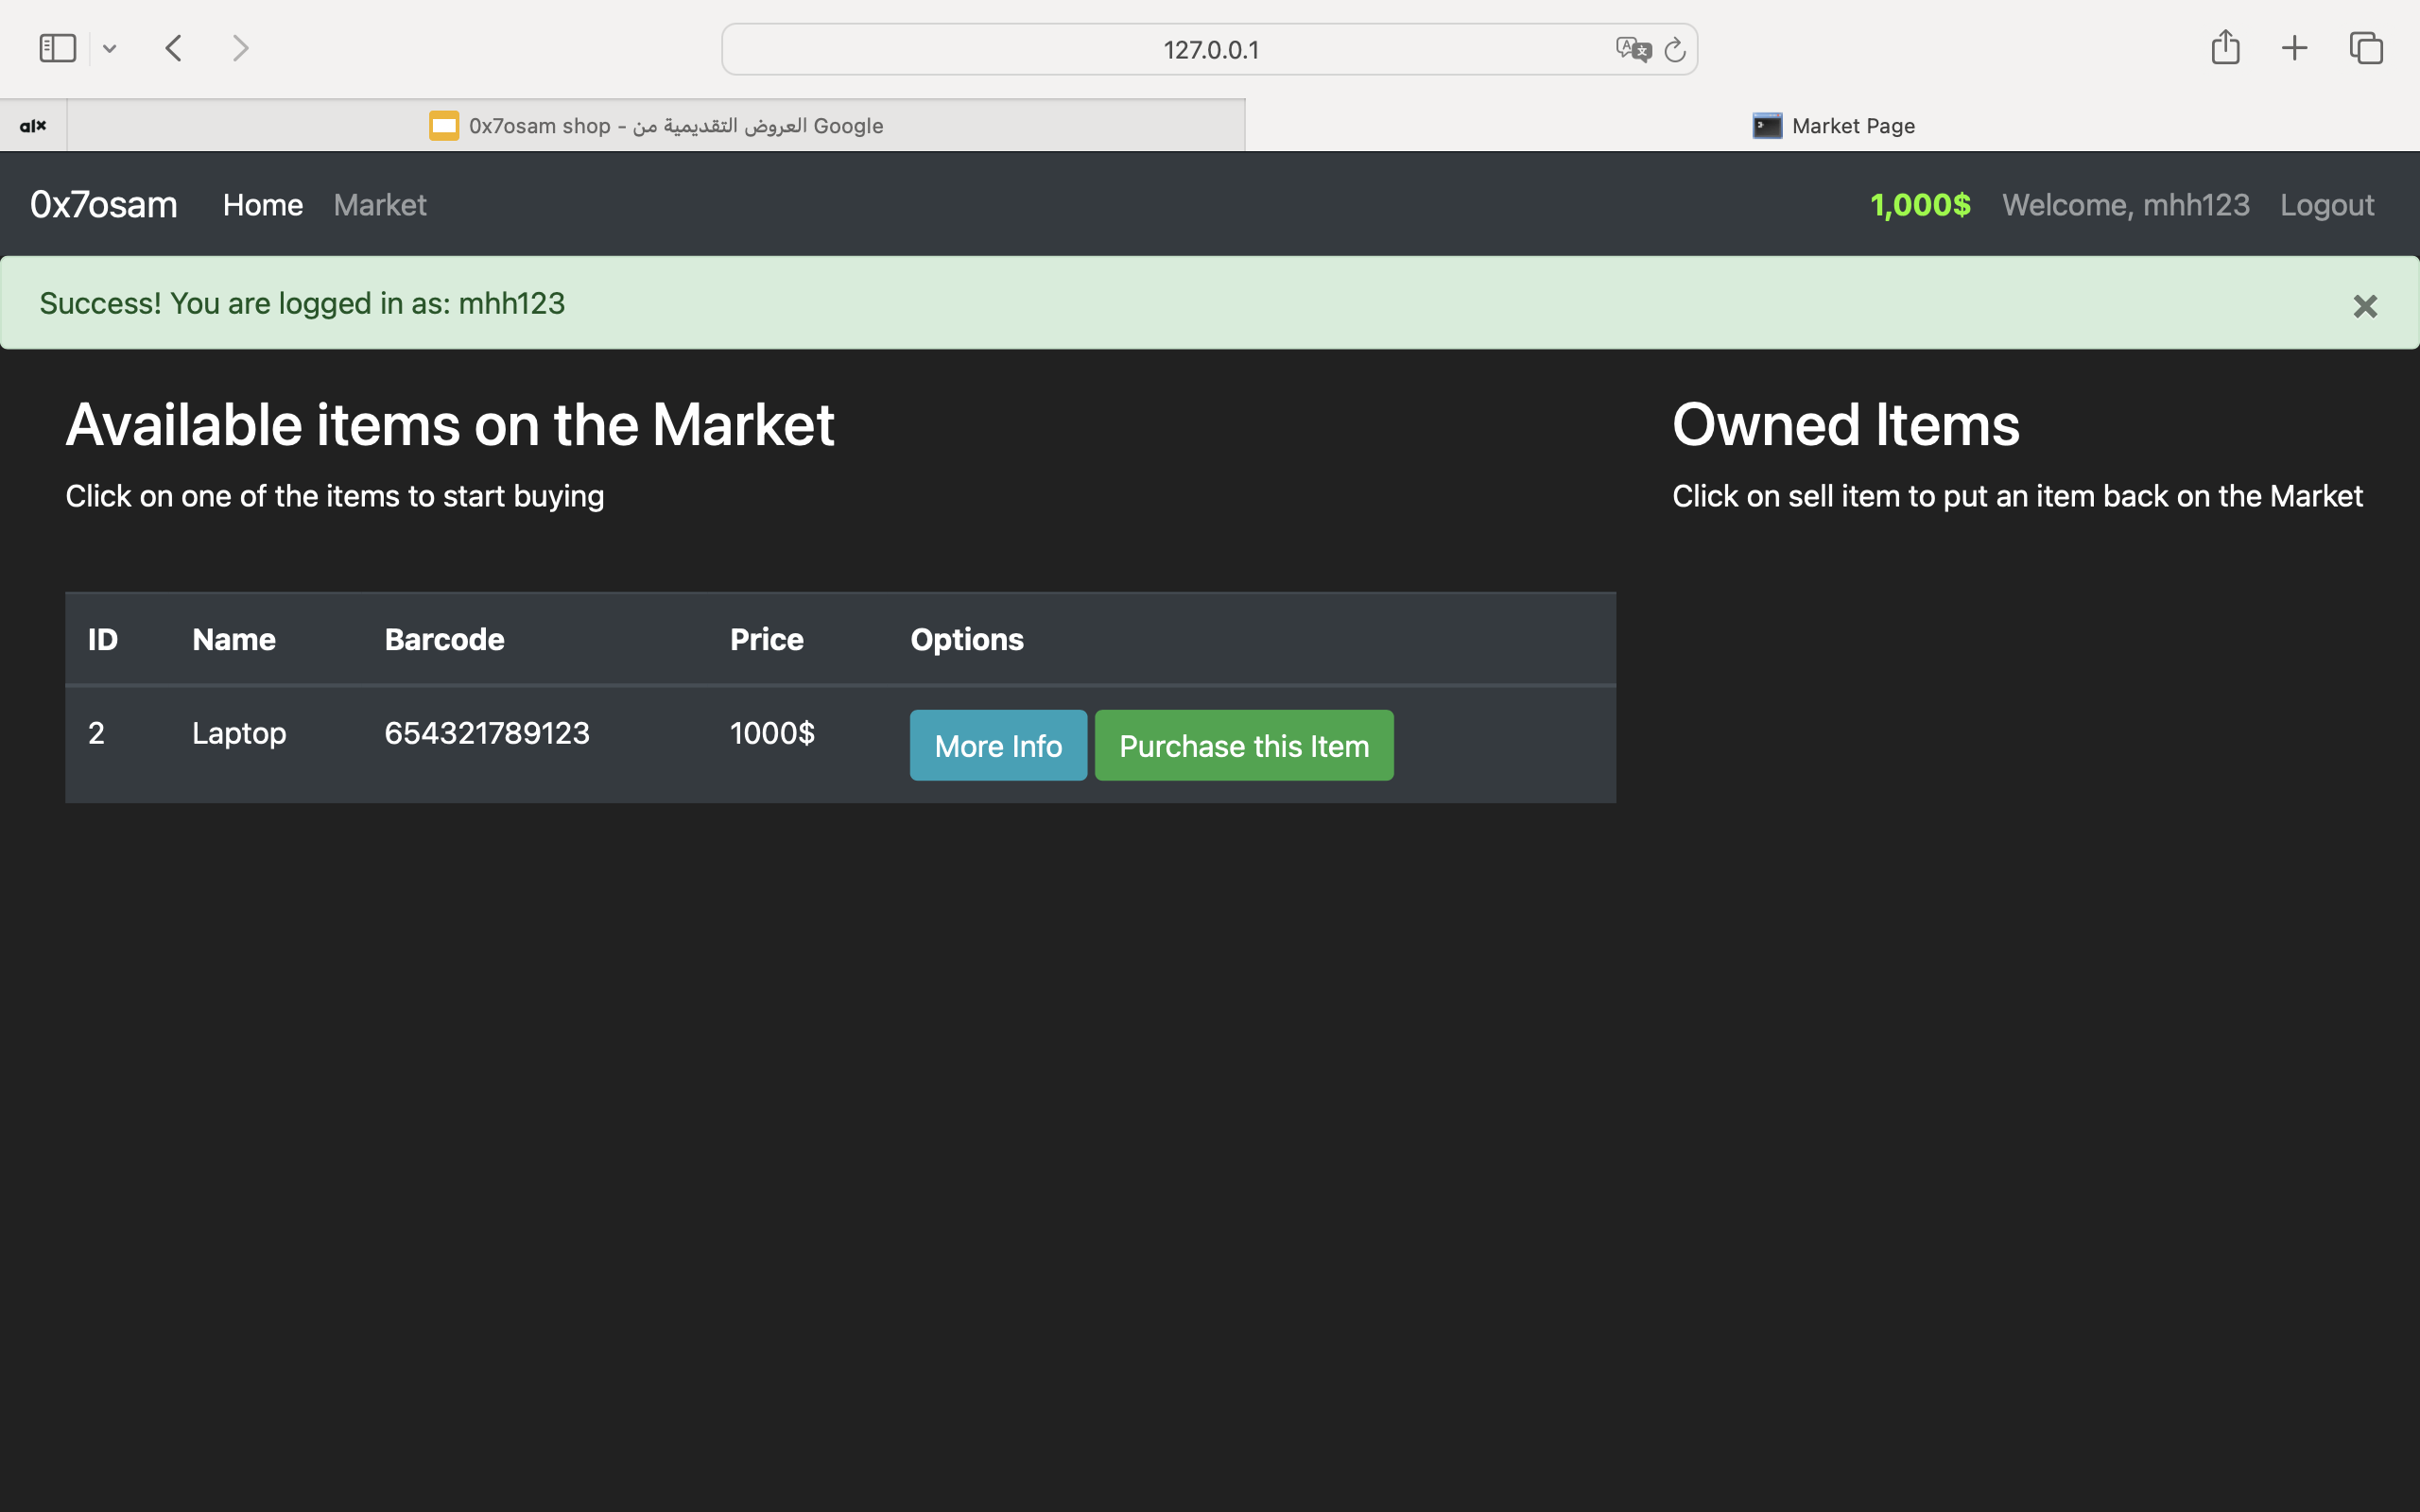 127.0.0.1
alx
0x7osam shop - العروض التقديمية من Google
Market Page
0x7osam Home Market 1,000$ Welcome, mhh123 Logout
Success! You are logged in as: mhh123
Available items on the Market
Click on one of the items to start buying
Owned Items
Click on sell item to put an item back on the Market
ID Name Barcode Price Options
2 Laptop 654321789123 1000$ More Info Purchase this Item